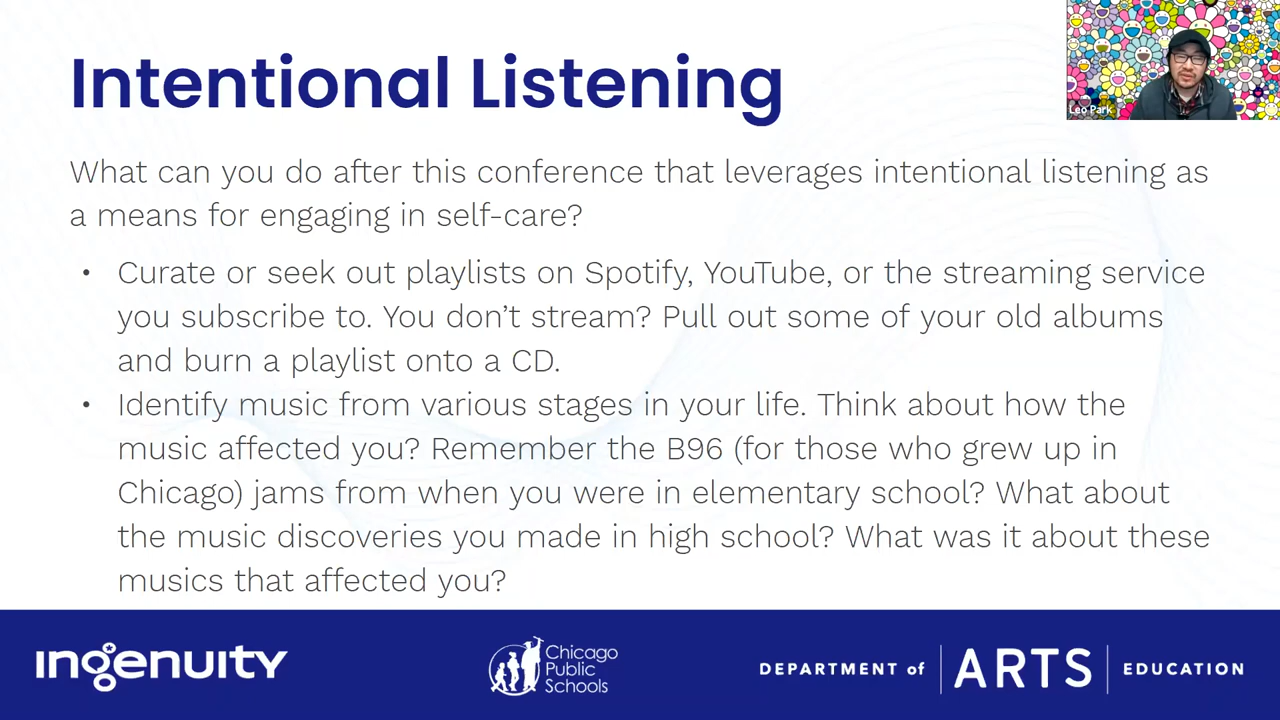 Intentional Listening
Leo Park
What can you do after this conference that leverages intentional listening as
a means for engaging in self-care?
• Curate or seek out playlists on Spotify, YouTube, or the streaming service
you subscribe to. You don’t stream? Pull out some of your old albums
and burn a playlist onto a CD.
• Identify music from various stages in your life. Think about how the
music affected you? Remember the B96 (for those who grew up in
Chicago) jams from when you were in elementary school? What about
the music discoveries you made in high school? What was it about these
musics that affected you?
ingenuity
Chicago
Public
Schools
DEPARTMENT of ARTS EDUCATION